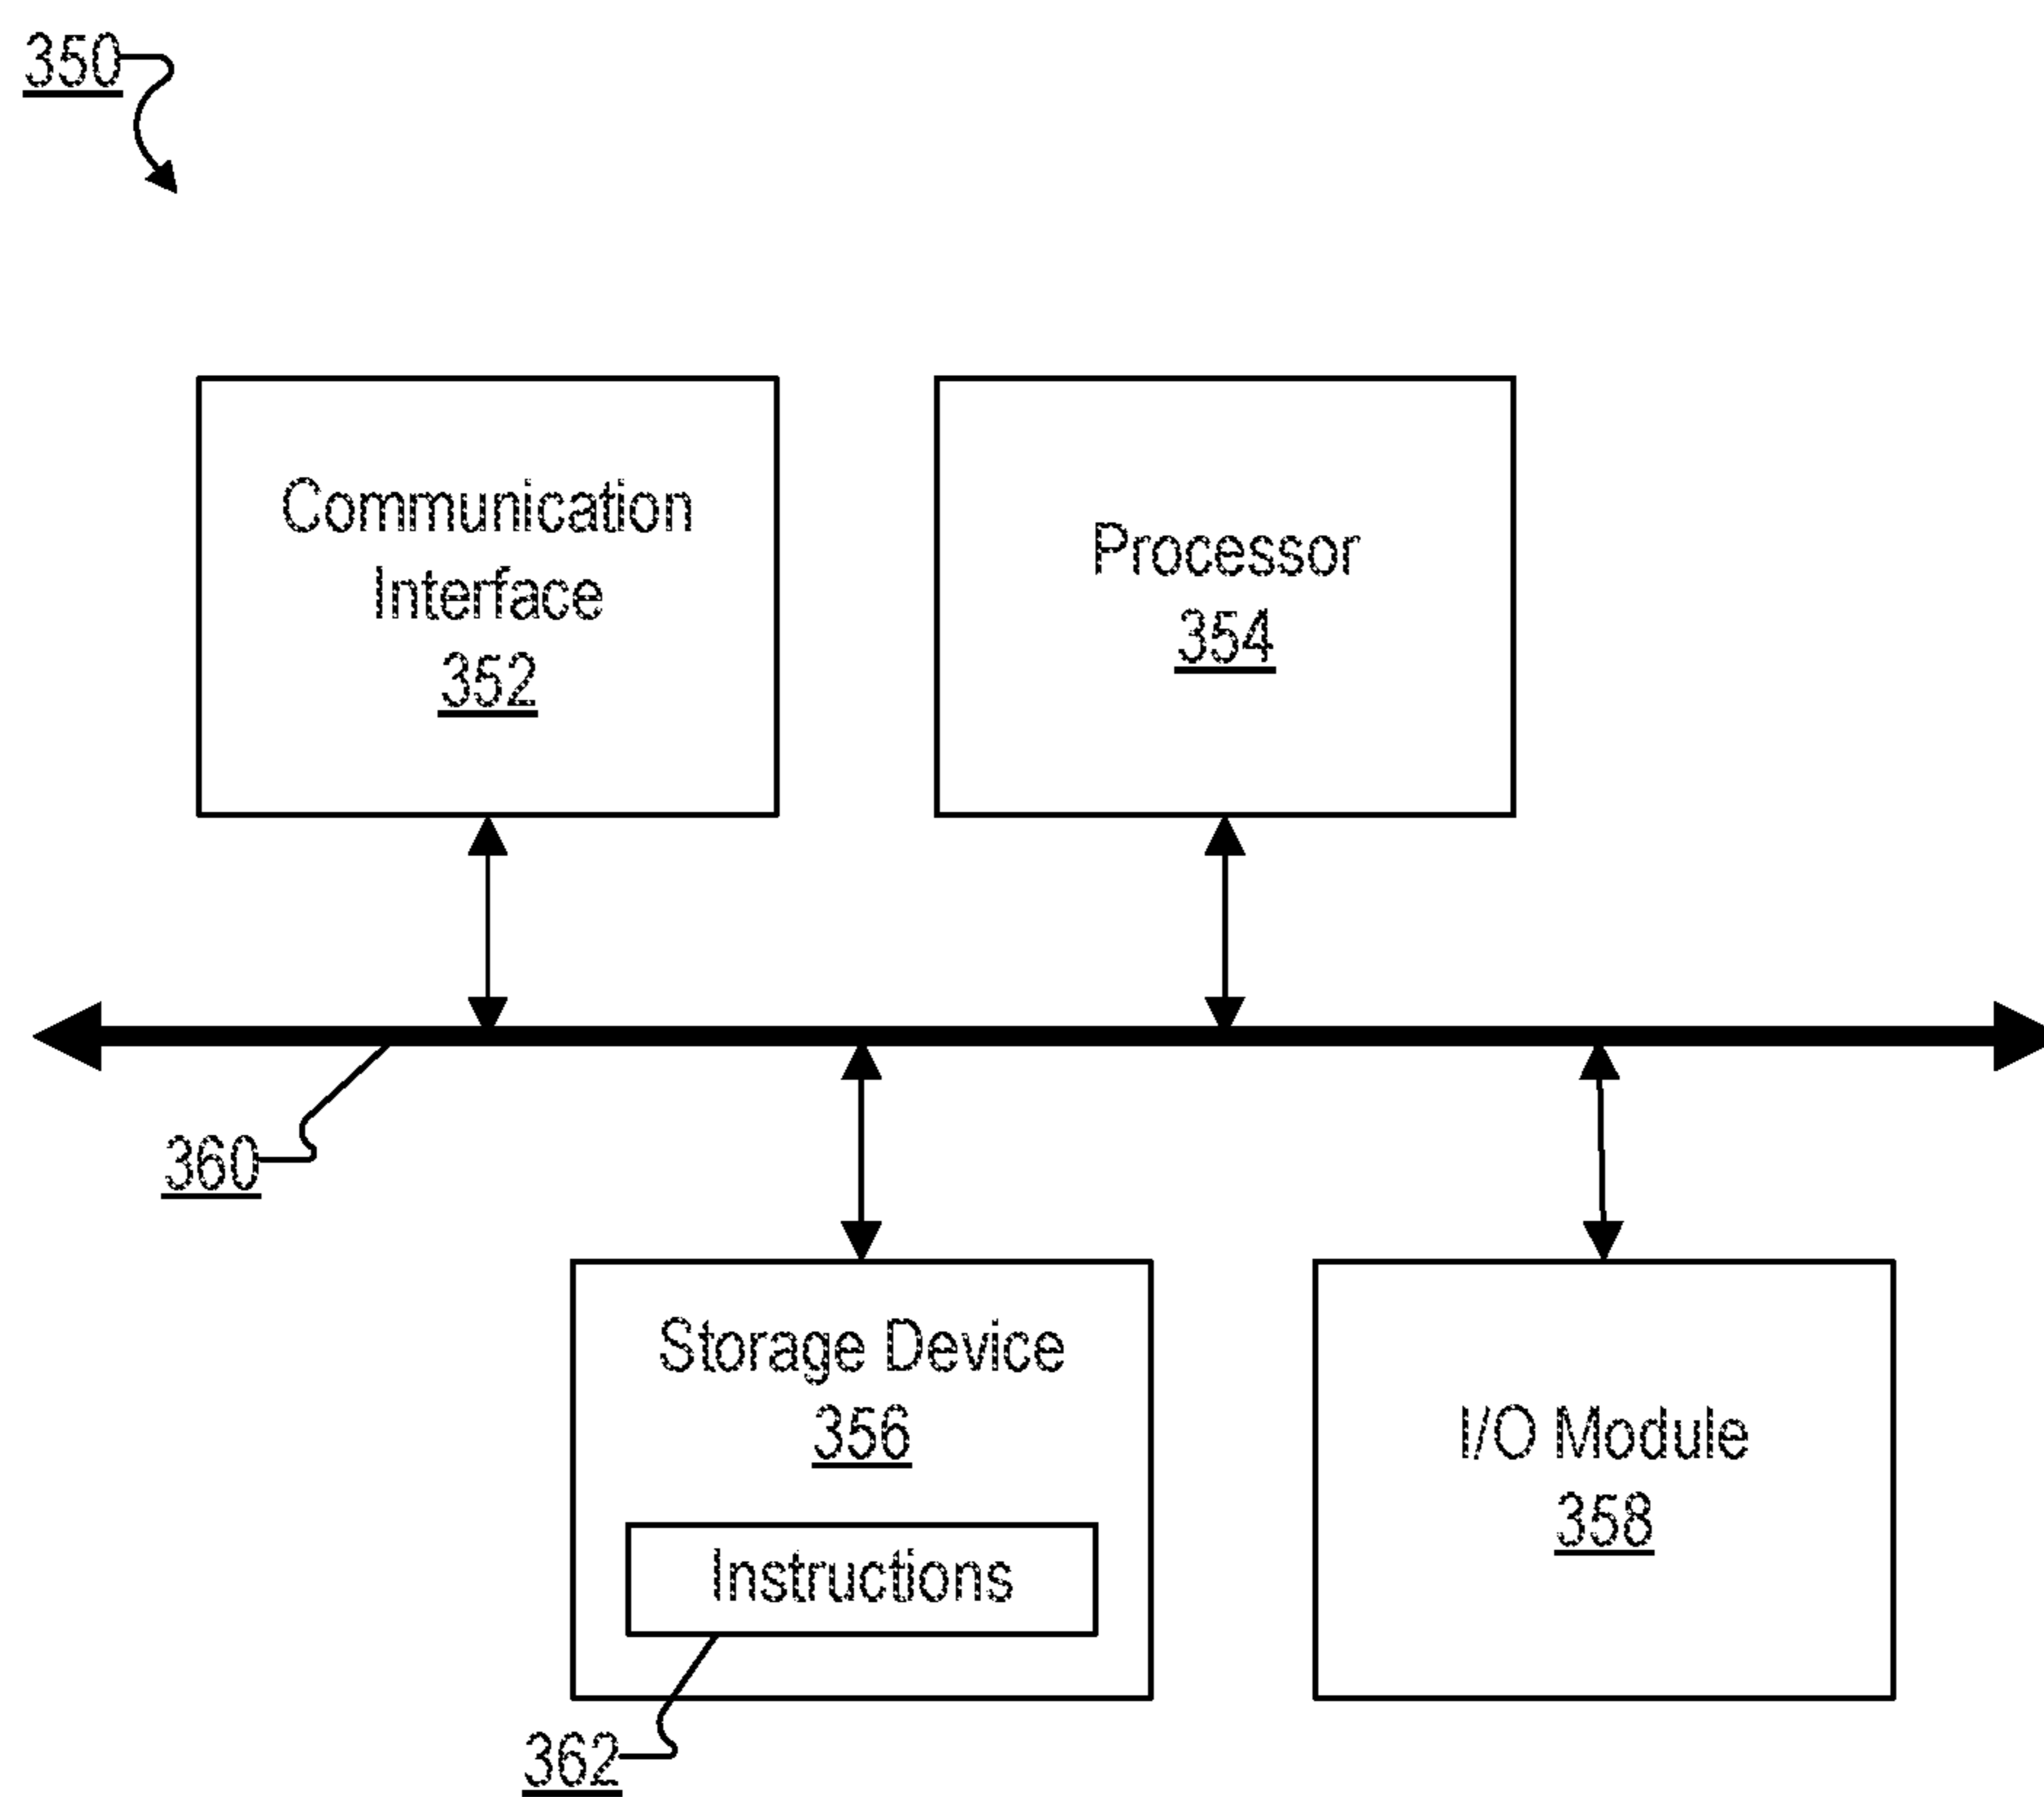 350
Communication
Interface
352
Processor
354
360
Storage Device
356
Instructions
I/O Module
358
362